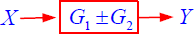 X G₁ ± G₂ Y